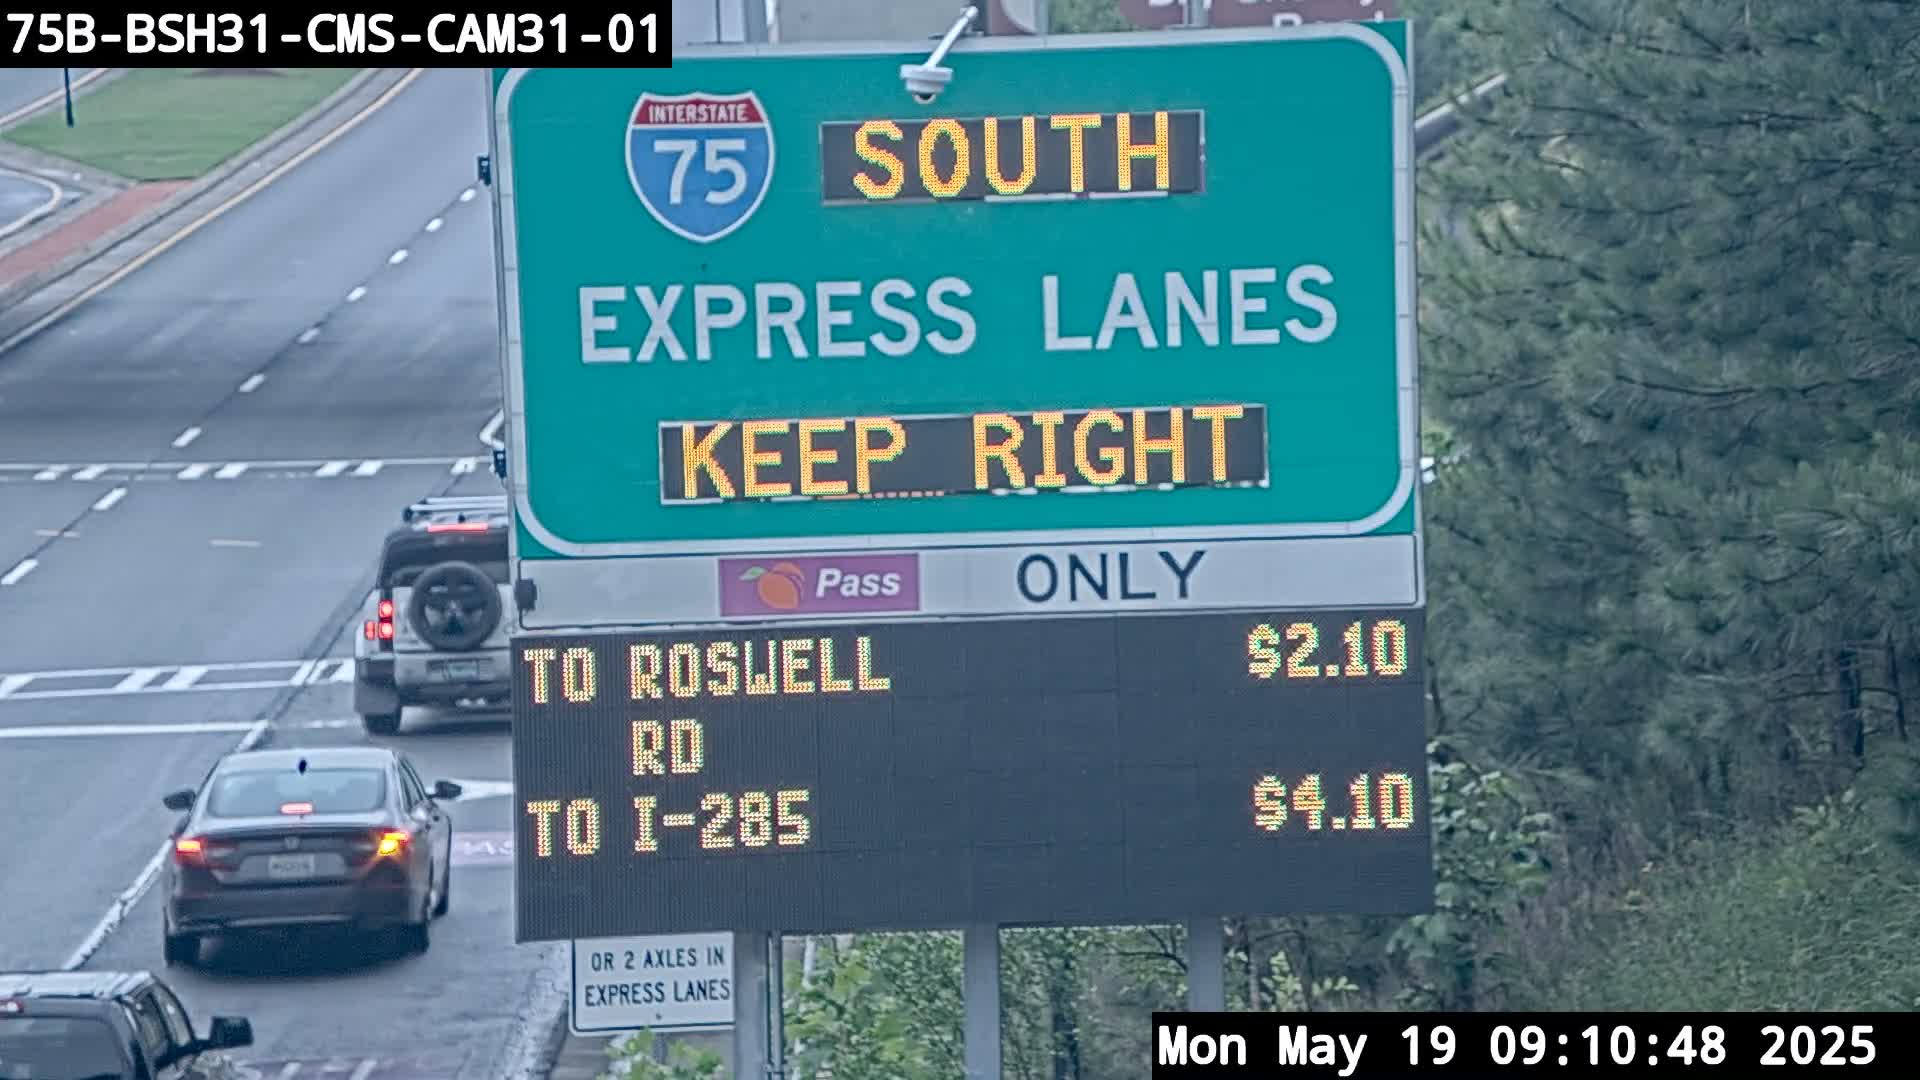 75B-BSH31-CMS-CAM31-01
INTERSTATE
75
SOUTH
EXPRESS LANES
KEEP RIGHT
Pass ONLY
TO ROSWELL $2.10
RD
TO I-285 $4.10
OR 2 AXLES IN
EXPRESS LANES
Mon May 19 09:10:48 2025